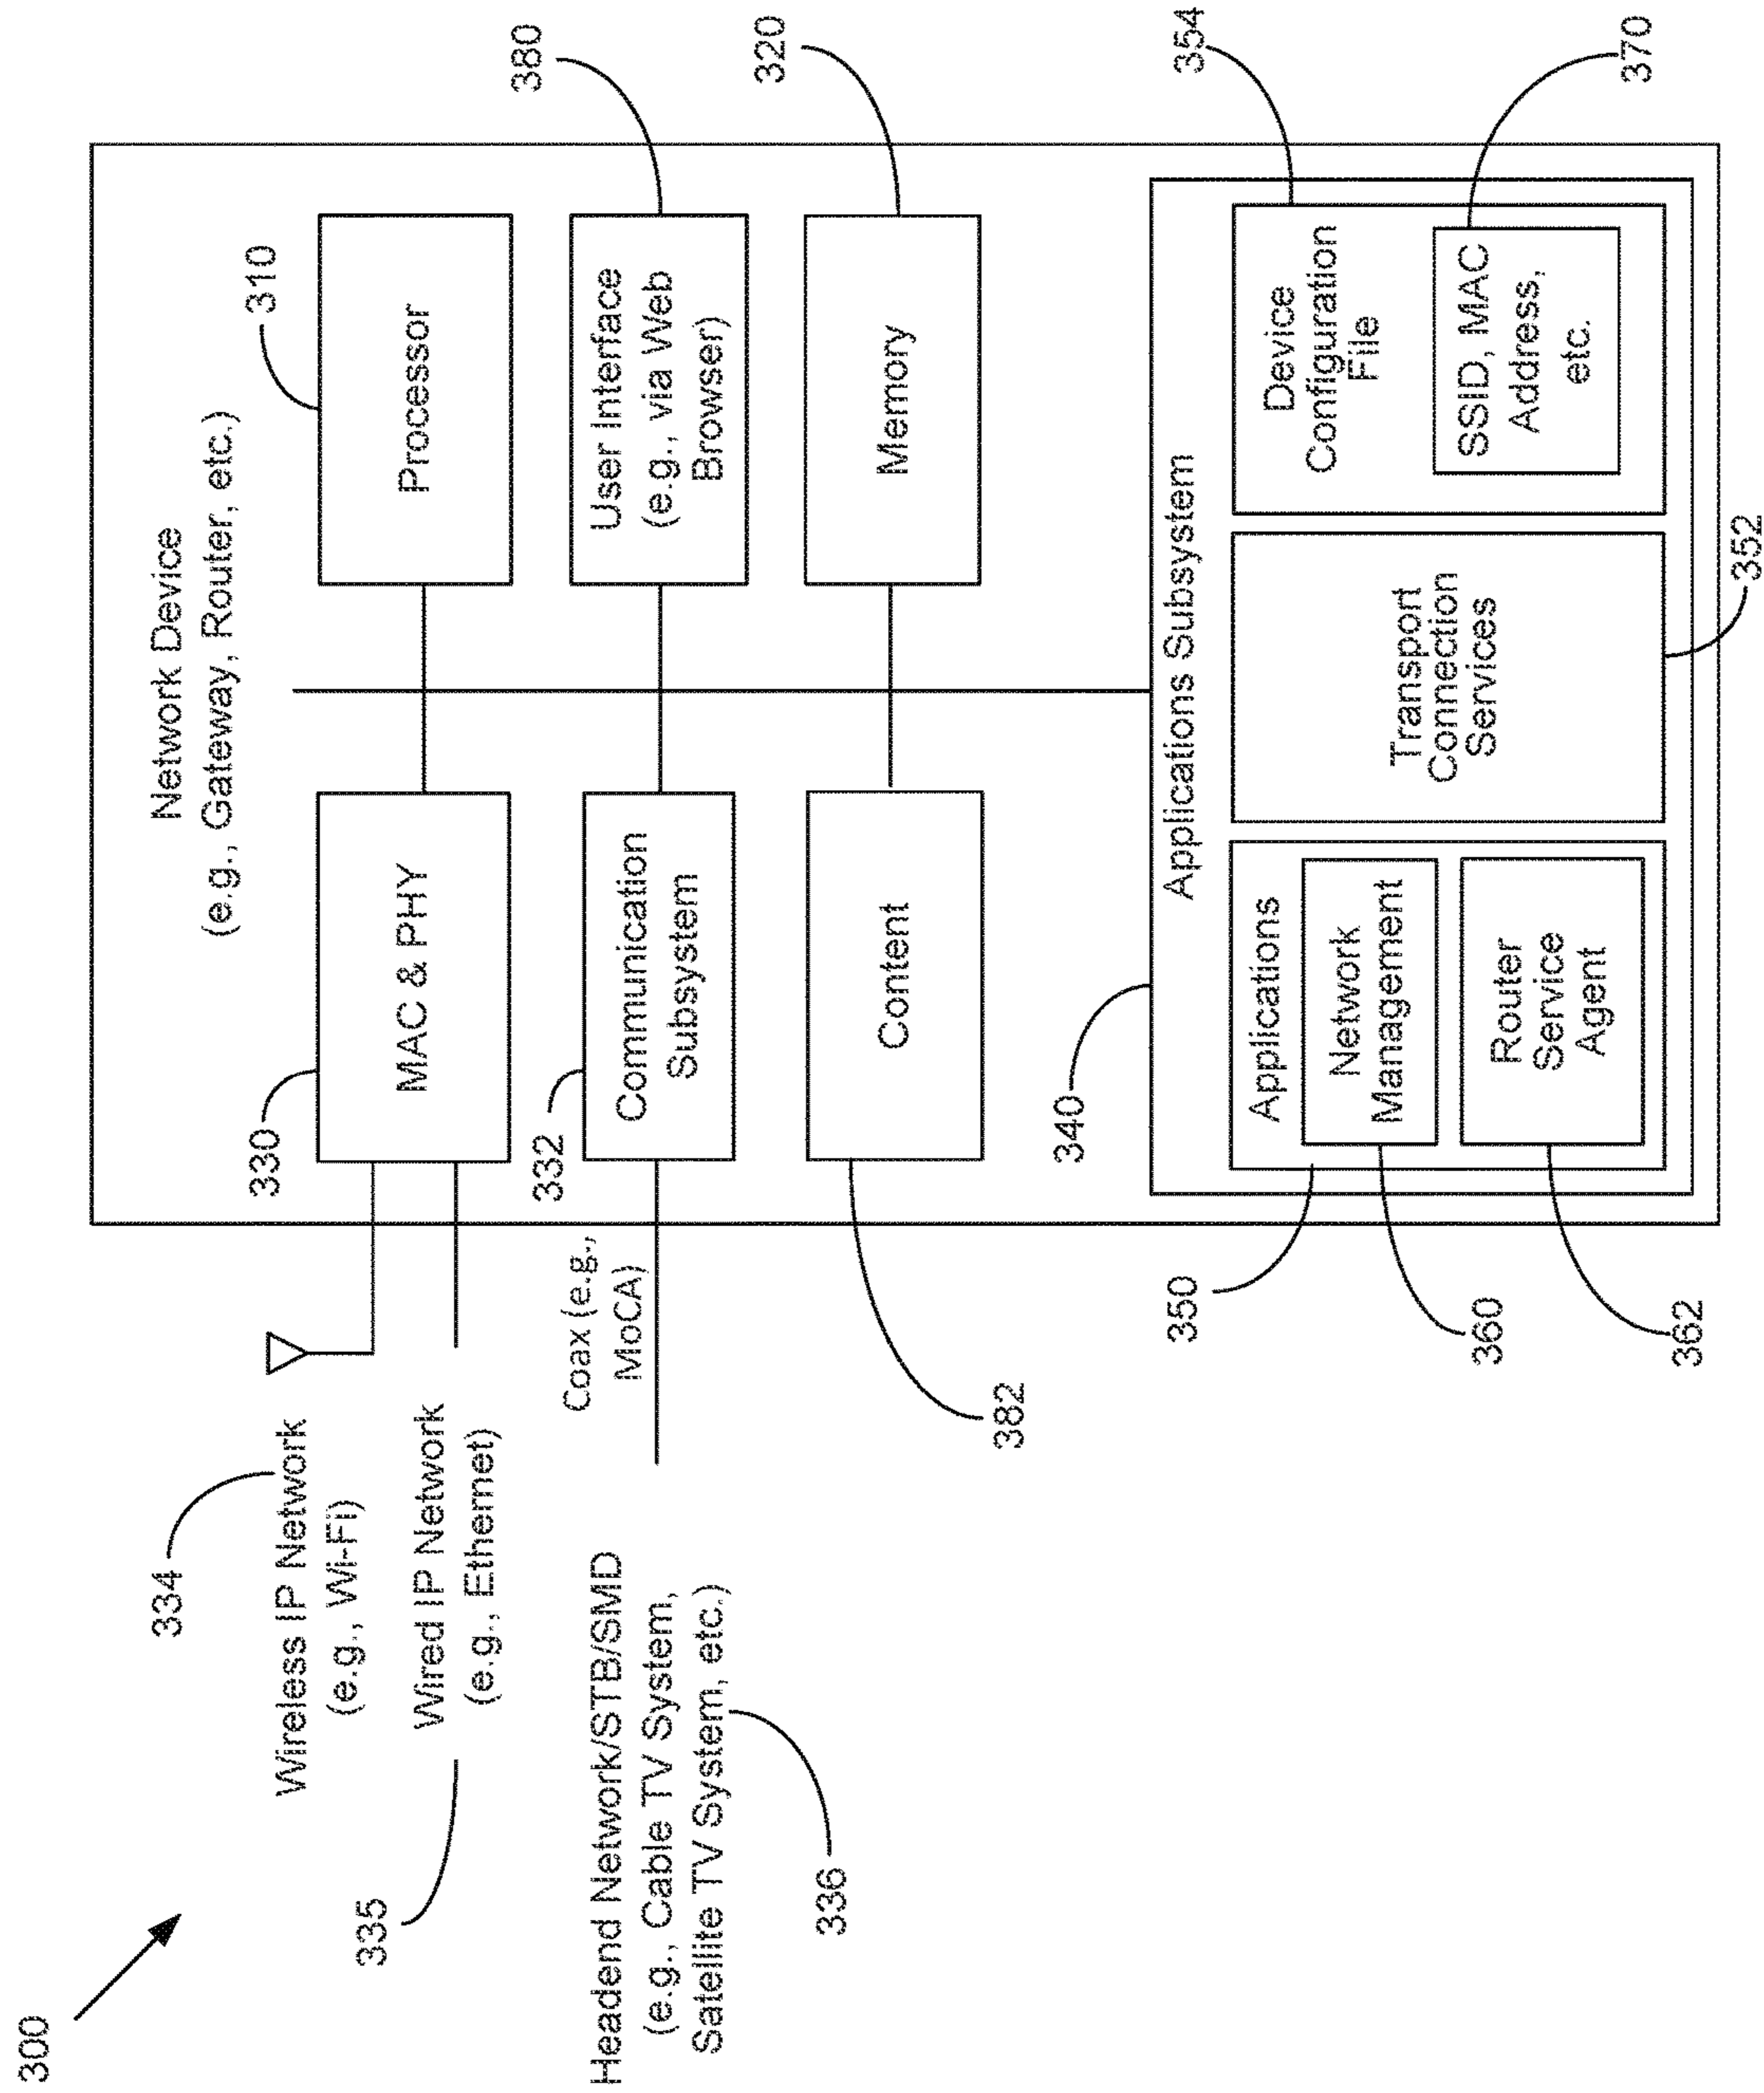 300
Network Device
(e.g., Gateway, Router, etc.)
334
Wireless IP Network
(e.g., Wi-Fi)
335
Wired IP Network
(e.g., Ethernet)
330
MAC & PHY
310
Processor
Headend Network/STB/SMD
(e.g., Cable TV System,
Satellite TV System, etc.)
336
Coax (e.g.,
MoCA)
332
Communication
Subsystem
User Interface
(e.g., via Web
Browser)
380
382
Content
Memory
320
340
Applications Subsystem
350
Applications
360
Network
Management
362
Router
Service
Agent
Transport
Connection
Services
352
Device
Configuration
File
354
SSID, MAC
Address,
etc.
370